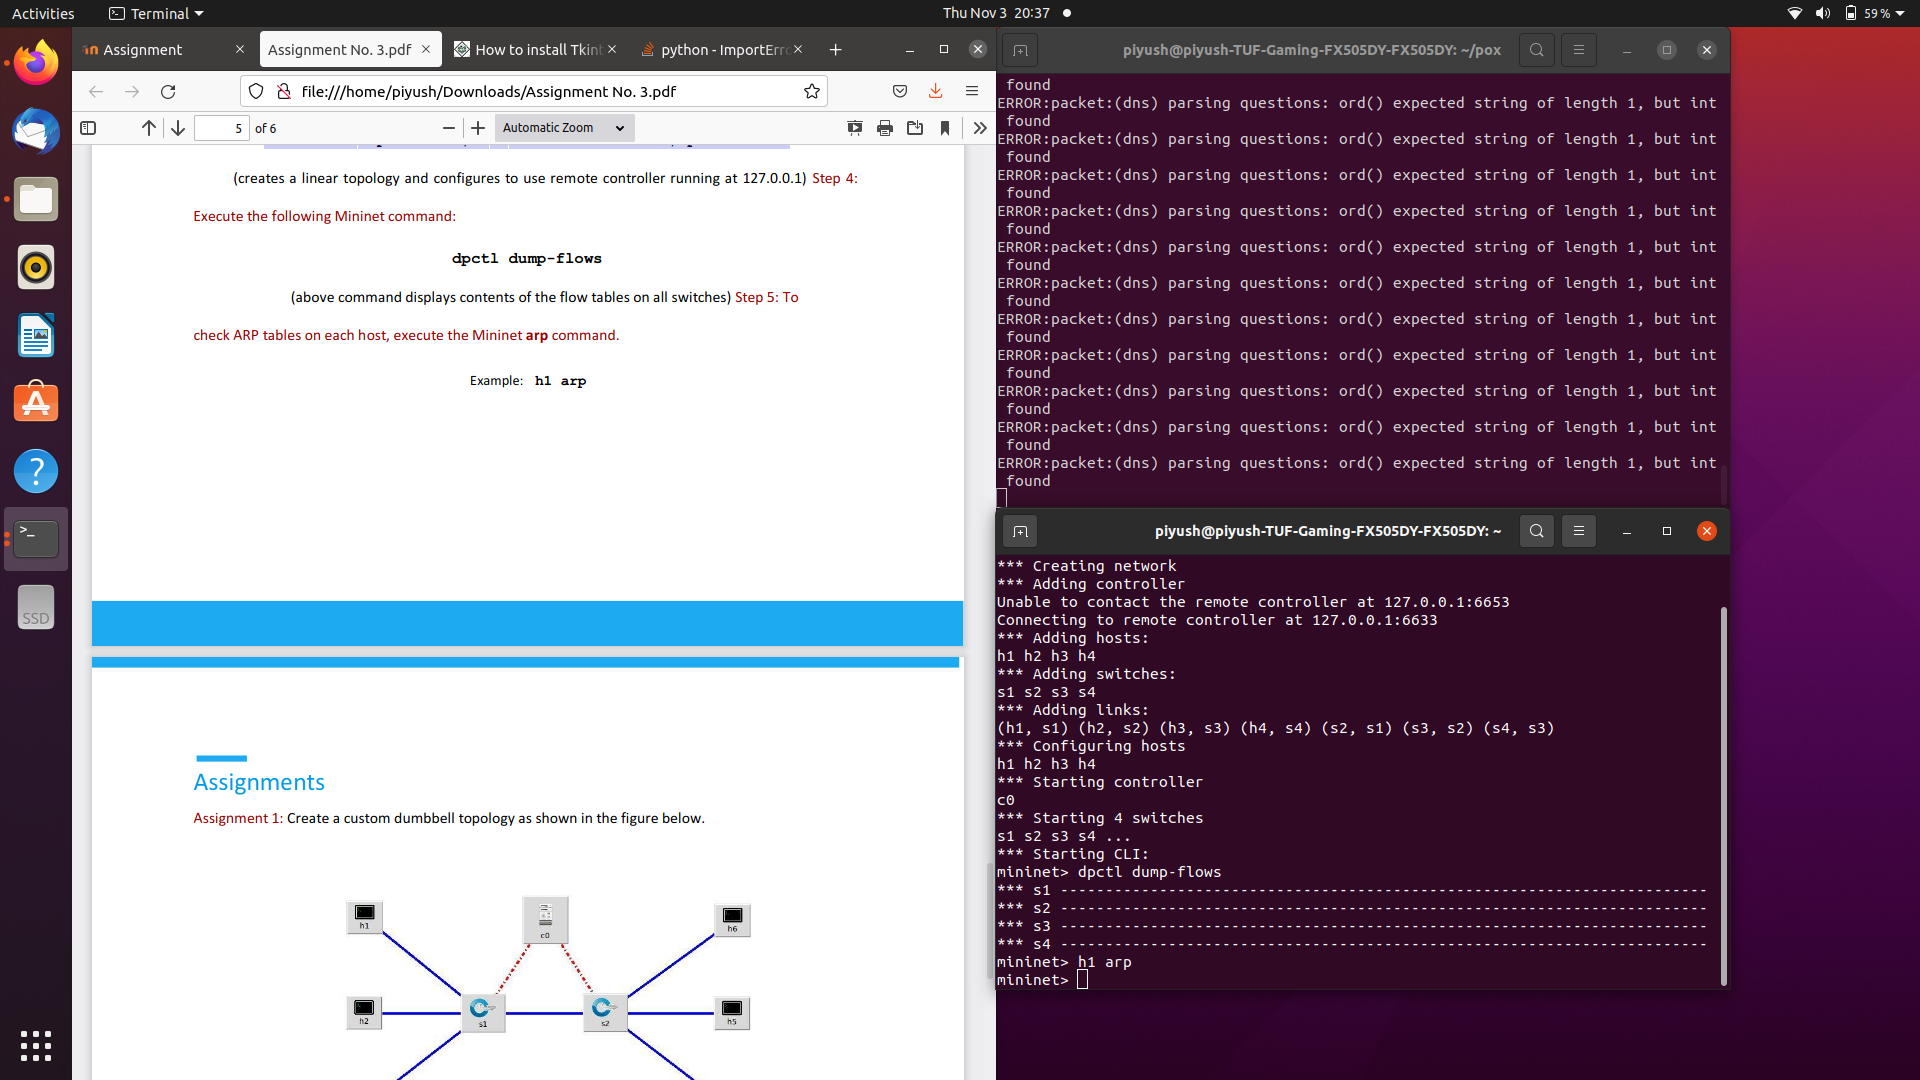 Activities
Terminal
Thu Nov 3 20:37
59 %
Assignment
Assignment No. 3.pdf
How to install Tkint
python - ImportErro
file:///home/piyush/Downloads/Assignment No. 3.pdf
5
of 6
Automatic Zoom
(creates a linear topology and configures to use remote controller running at 127.0.0.1) Step 4:
Execute the following Mininet command:
dpctl dump-flows
(above command displays contents of the flow tables on all switches) Step 5: To
check ARP tables on each host, execute the Mininet arp command.
Example: h1 arp
Assignments
Assignment 1: Create a custom dumbbell topology as shown in the figure below.
h1
c0
h6
h2
s1
s2
h5
SSD
piyush@piyush-TUF-Gaming-FX505DY-FX505DY: ~/pox
found
ERROR:packet:(dns) parsing questions: ord() expected string of length 1, but int
found
ERROR:packet:(dns) parsing questions: ord() expected string of length 1, but int
found
ERROR:packet:(dns) parsing questions: ord() expected string of length 1, but int
found
ERROR:packet:(dns) parsing questions: ord() expected string of length 1, but int
found
ERROR:packet:(dns) parsing questions: ord() expected string of length 1, but int
found
ERROR:packet:(dns) parsing questions: ord() expected string of length 1, but int
found
ERROR:packet:(dns) parsing questions: ord() expected string of length 1, but int
found
ERROR:packet:(dns) parsing questions: ord() expected string of length 1, but int
found
ERROR:packet:(dns) parsing questions: ord() expected string of length 1, but int
found
ERROR:packet:(dns) parsing questions: ord() expected string of length 1, but int
found
ERROR:packet:(dns) parsing questions: ord() expected string of length 1, but int
found
piyush@piyush-TUF-Gaming-FX505DY-FX505DY: ~
*** Creating network
*** Adding controller
Unable to contact the remote controller at 127.0.0.1:6653
Connecting to remote controller at 127.0.0.1:6633
*** Adding hosts:
h1 h2 h3 h4
*** Adding switches:
s1 s2 s3 s4
*** Adding links:
(h1, s1) (h2, s2) (h3, s3) (h4, s4) (s2, s1) (s3, s2) (s4, s3)
*** Configuring hosts
h1 h2 h3 h4
*** Starting controller
c0
*** Starting 4 switches
s1 s2 s3 s4 ...
*** Starting CLI:
mininet> dpctl dump-flows
*** s1 ------------------------------------------------------------------------
*** s2 ------------------------------------------------------------------------
*** s3 ------------------------------------------------------------------------
*** s4 ------------------------------------------------------------------------
mininet> h1 arp
mininet>